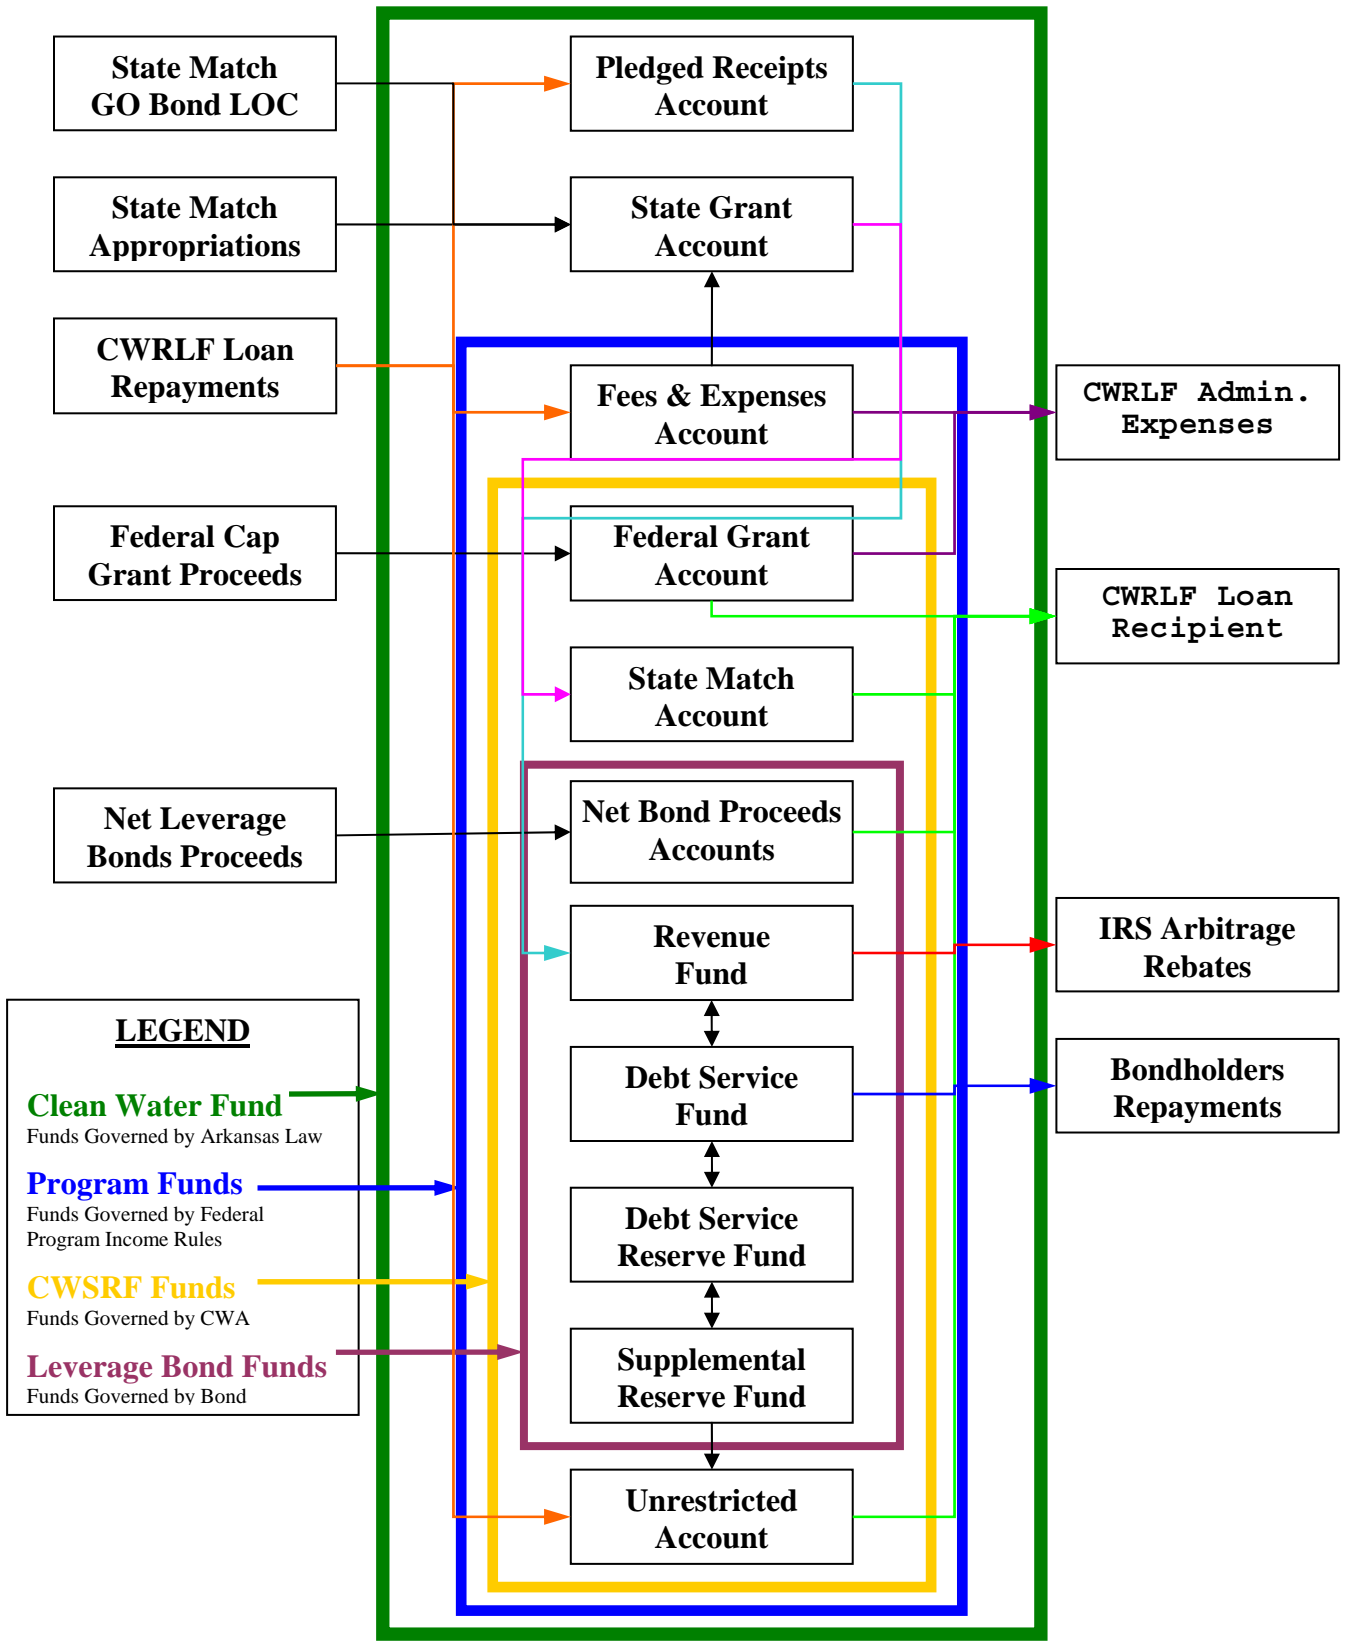 State Match
GO Bond LOC
State Match
Appropriations
CWRLF Loan
Repayments
Federal Cap
Grant Proceeds
Net Leverage
Bonds Proceeds
Pledged Receipts
Account
State Grant
Account
Fees & Expenses
Account
Federal Grant
Account
State Match
Account
Net Bond Proceeds
Accounts
Revenue
Fund
Debt Service
Fund
Debt Service
Reserve Fund
Supplemental
Reserve Fund
Unrestricted
Account
CWRLF Admin.
Expenses
CWRLF Loan
Recipient
IRS Arbitrage
Rebates
Bondholders
Repayments
LEGEND
Clean Water Fund
Funds Governed by Arkansas Law
Program Funds
Funds Governed by Federal
Program Income Rules
CWSRF Funds
Funds Governed by CWA
Leverage Bond Funds
Funds Governed by Bond